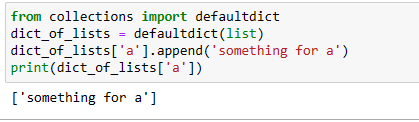 from collections import defaultdict
dict_of_lists = defaultdict(list)
dict_of_lists['a'].append('something for a')
print(dict_of_lists['a'])
['something for a']